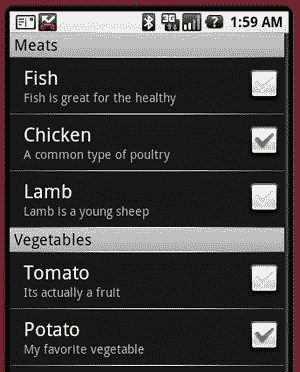 3G
1:59 AM
Meats
Fish
Fish is great for the healthy
Chicken
A common type of poultry
Lamb
Lamb is a young sheep
Vegetables
Tomato
Its actually a fruit
Potato
My favorite vegetable